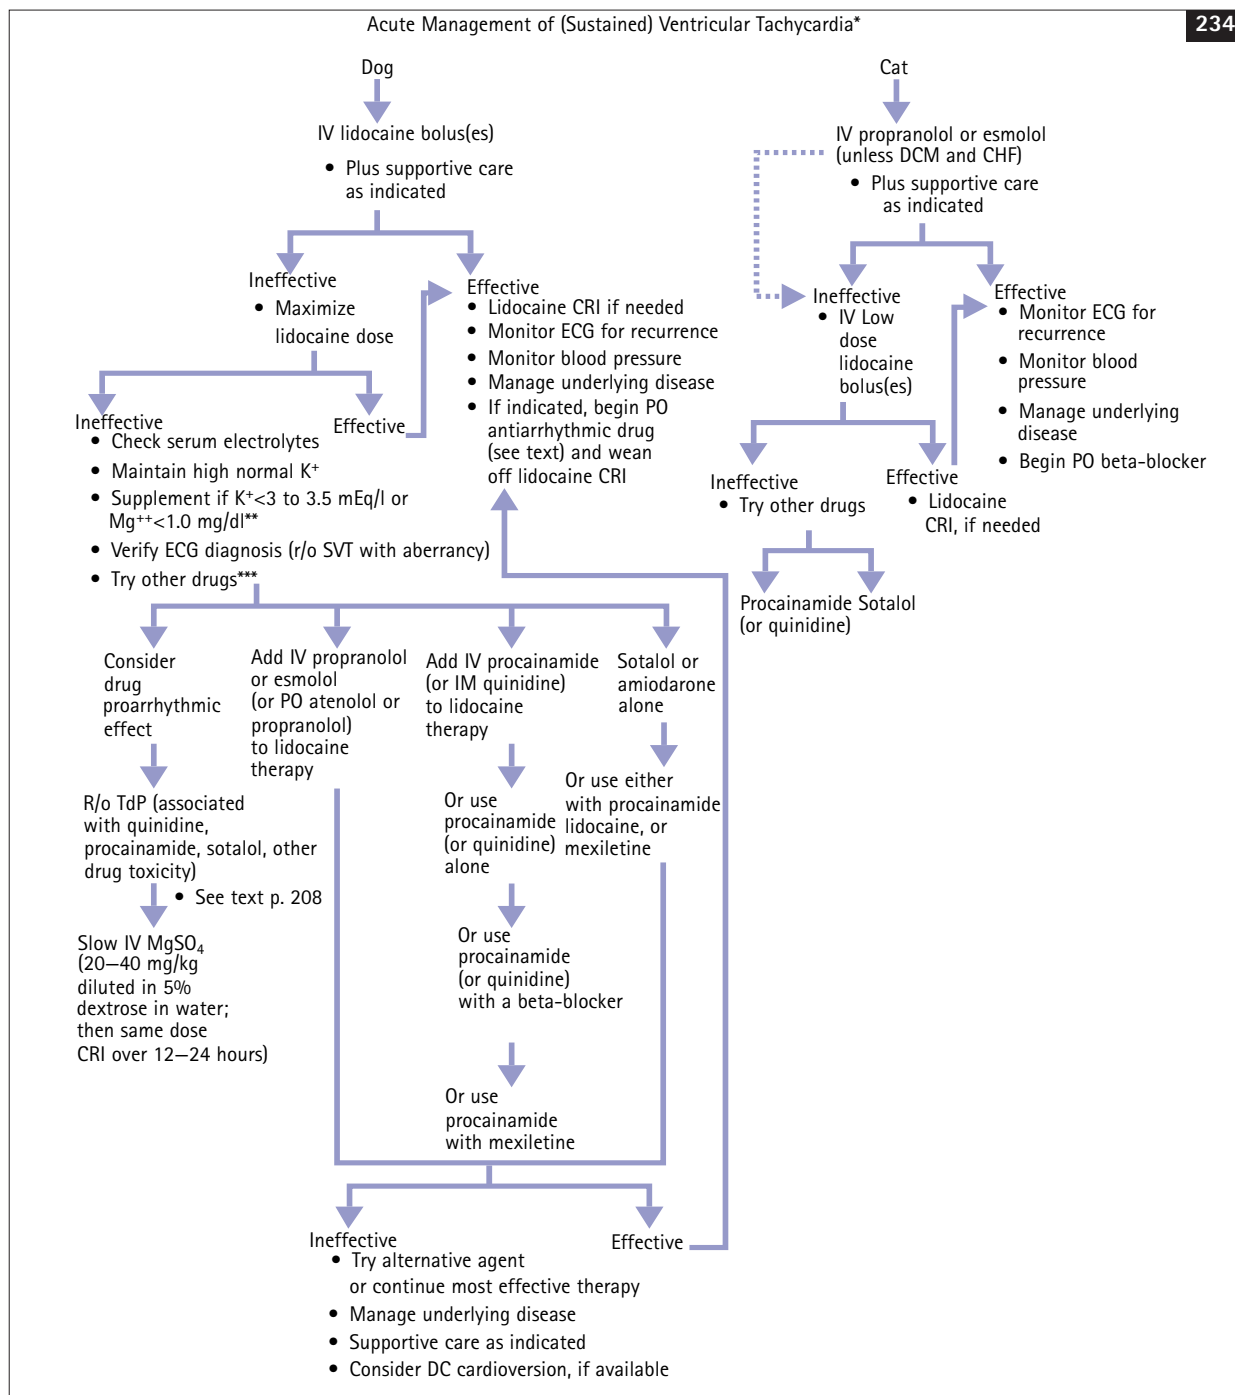 Acute Management of (Sustained) Ventricular Tachycardia*
234
Dog
IV lidocaine bolus(es)
• Plus supportive care
as indicated
Ineffective
• Maximize
lidocaine dose
Effective
• Lidocaine CRI if needed
• Monitor ECG for recurrence
• Monitor blood pressure
• Manage underlying disease
• If indicated, begin PO
antiarrhythmic drug
(see text) and wean
off lidocaine CRI
Ineffective
• Check serum electrolytes
• Maintain high normal K⁺
• Supplement if K⁺<3 to 3.5 mEq/l or
Mg⁺⁺<1.0 mg/dl**
• Verify ECG diagnosis (r/o SVT with aberrancy)
• Try other drugs***
Effective
Consider
drug
proarrhythmic
effect
R/o TdP (associated
with quinidine,
procainamide, sotalol, other
drug toxicity)
• See text p. 208
Slow IV MgSO₄
(20–40 mg/kg
diluted in 5%
dextrose in water;
then same dose
CRI over 12–24 hours)
Add IV propranolol
or esmolol
(or PO atenolol or
propranolol)
to lidocaine
therapy
Add IV procainamide
(or IM quinidine)
to lidocaine
therapy
Or use
procainamide
(or quinidine)
alone
Or use
procainamide
(or quinidine)
with a beta-blocker
Or use
procainamide
with mexiletine
Sotalol or
amiodarone
alone
Or use either
with procainamide
lidocaine, or
mexiletine
Ineffective
• Try alternative agent
or continue most effective therapy
• Manage underlying disease
• Supportive care as indicated
• Consider DC cardioversion, if available
Effective
Cat
IV propranolol or esmolol
(unless DCM and CHF)
• Plus supportive care
as indicated
Ineffective
• IV Low
dose
lidocaine
bolus(es)
Effective
• Monitor ECG for
recurrence
• Monitor blood
pressure
• Manage underlying
disease
• Begin PO beta-blocker
Ineffective
• Try other drugs
Effective
• Lidocaine
CRI, if needed
Procainamide
(or quinidine)
Sotalol